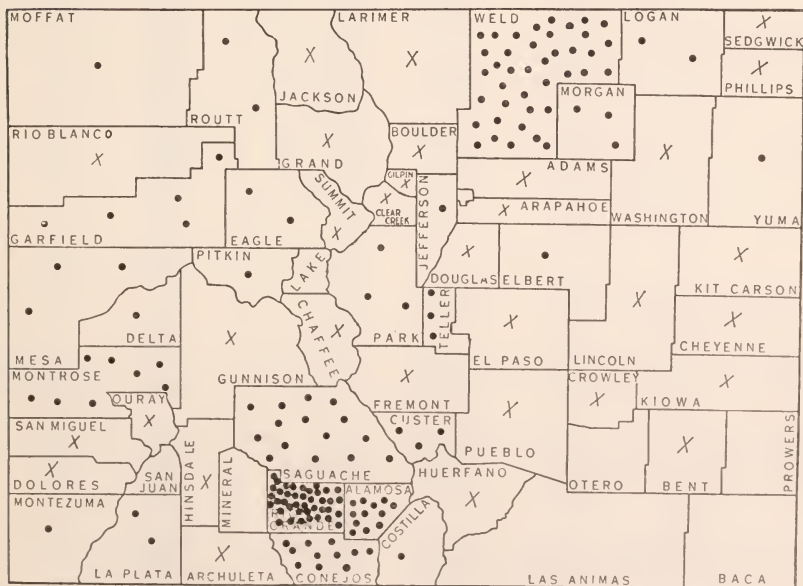 MOFFAT
LARIMER
WELD
LOGAN
SEDGWICK
PHILLIPS
JACKSON
MORGAN
ROUTT
RIO BLANCO
BOULDER
GRAND
GILPIN
ADAMS
SUMMIT
CLEAR
CREEK
JEFFERSON
ARAPAHOE
WASHINGTON
YUMA
GARFIELD
EAGLE
PITKIN
LAKE
DOUGLAS
ELBERT
KIT CARSON
CHAFFEE
PARK
TELLER
DELTA
MESA
EL PASO
LINCOLN
CHEYENNE
MONTROSE
GUNNISON
CROWLEY
OURAY
FREMONT
KIOWA
SAN MIGUEL
CUSTER
PUEBLO
PROWERS
HINSDALE
MINERAL
SAGUACHE
HUERFANO
DOLORES
SAN
JUAN
OTERO
BENT
MONTEZUMA
ALAMOSA
RIO
GRANDE
COSTILLA
LA PLATA
ARCHULETA
CONEJOS
LAS ANIMAS
BACA